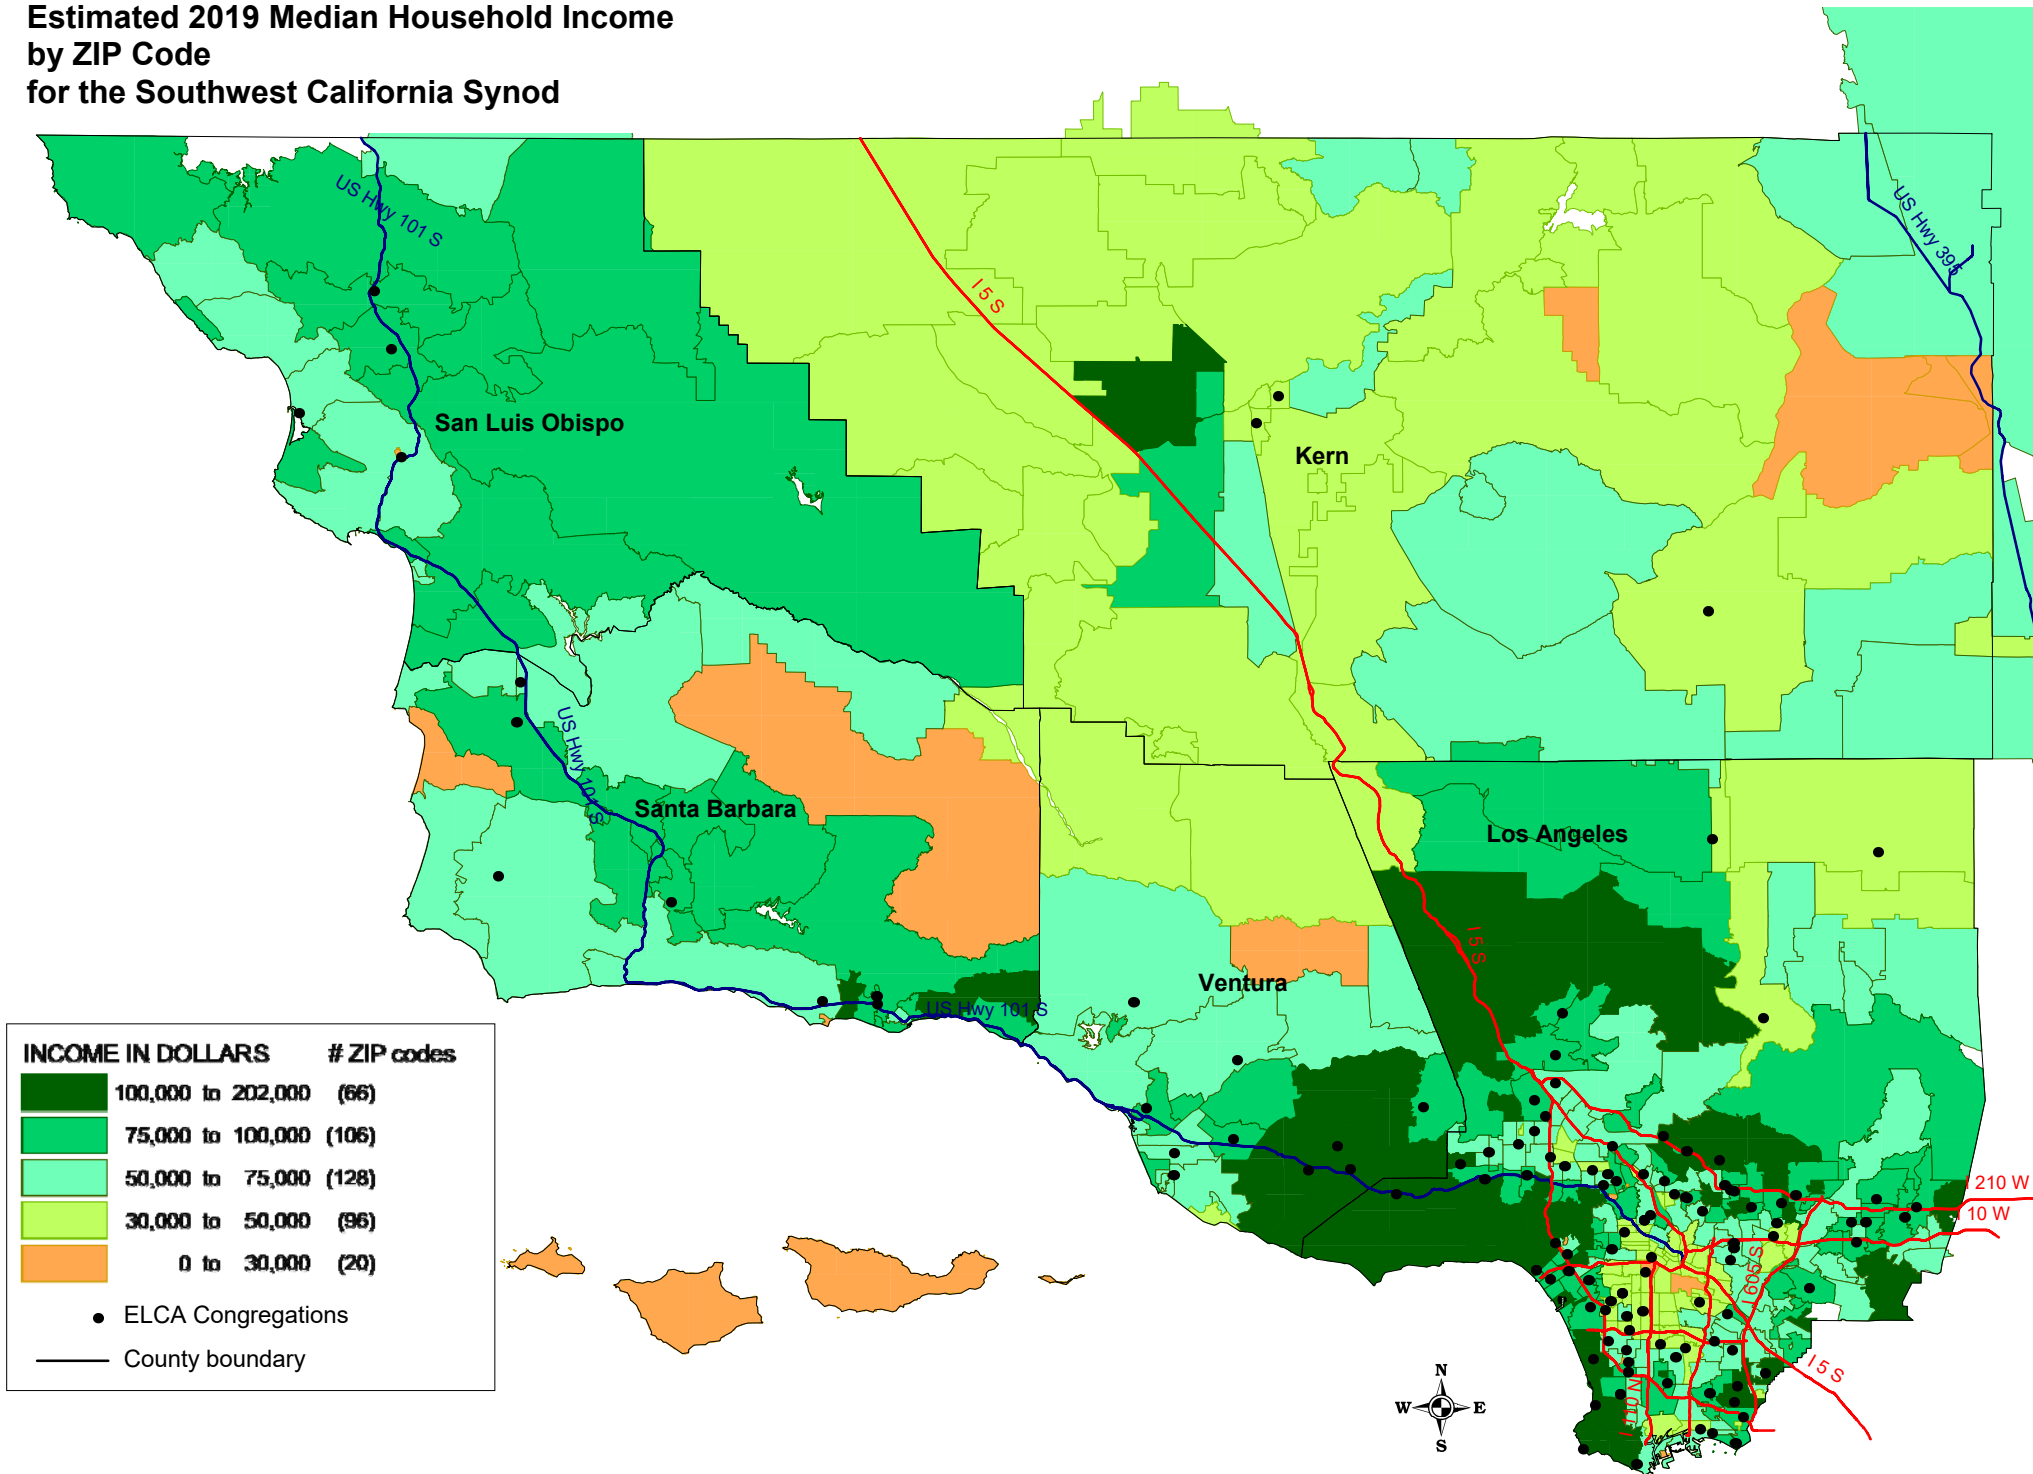 Estimated 2019 Median Household Income
by ZIP Code
for the Southwest California Synod
US Hwy 101 S
US Hwy 395
I 5 S
San Luis Obispo
Kern
US Hwy 101 S
Santa Barbara
Los Angeles
I 5 S
Ventura
US Hwy 101 S
INCOME IN DOLLARS # ZIP codes
100,000 to 202,000 (66)
75,000 to 100,000 (106)
50,000 to 75,000 (128)
30,000 to 50,000 (96)
0 to 30,000 (20)
ELCA Congregations
County boundary
I 210 W
I 10 W
I 605 S
I 5 S
I 110 N
N
W E
S